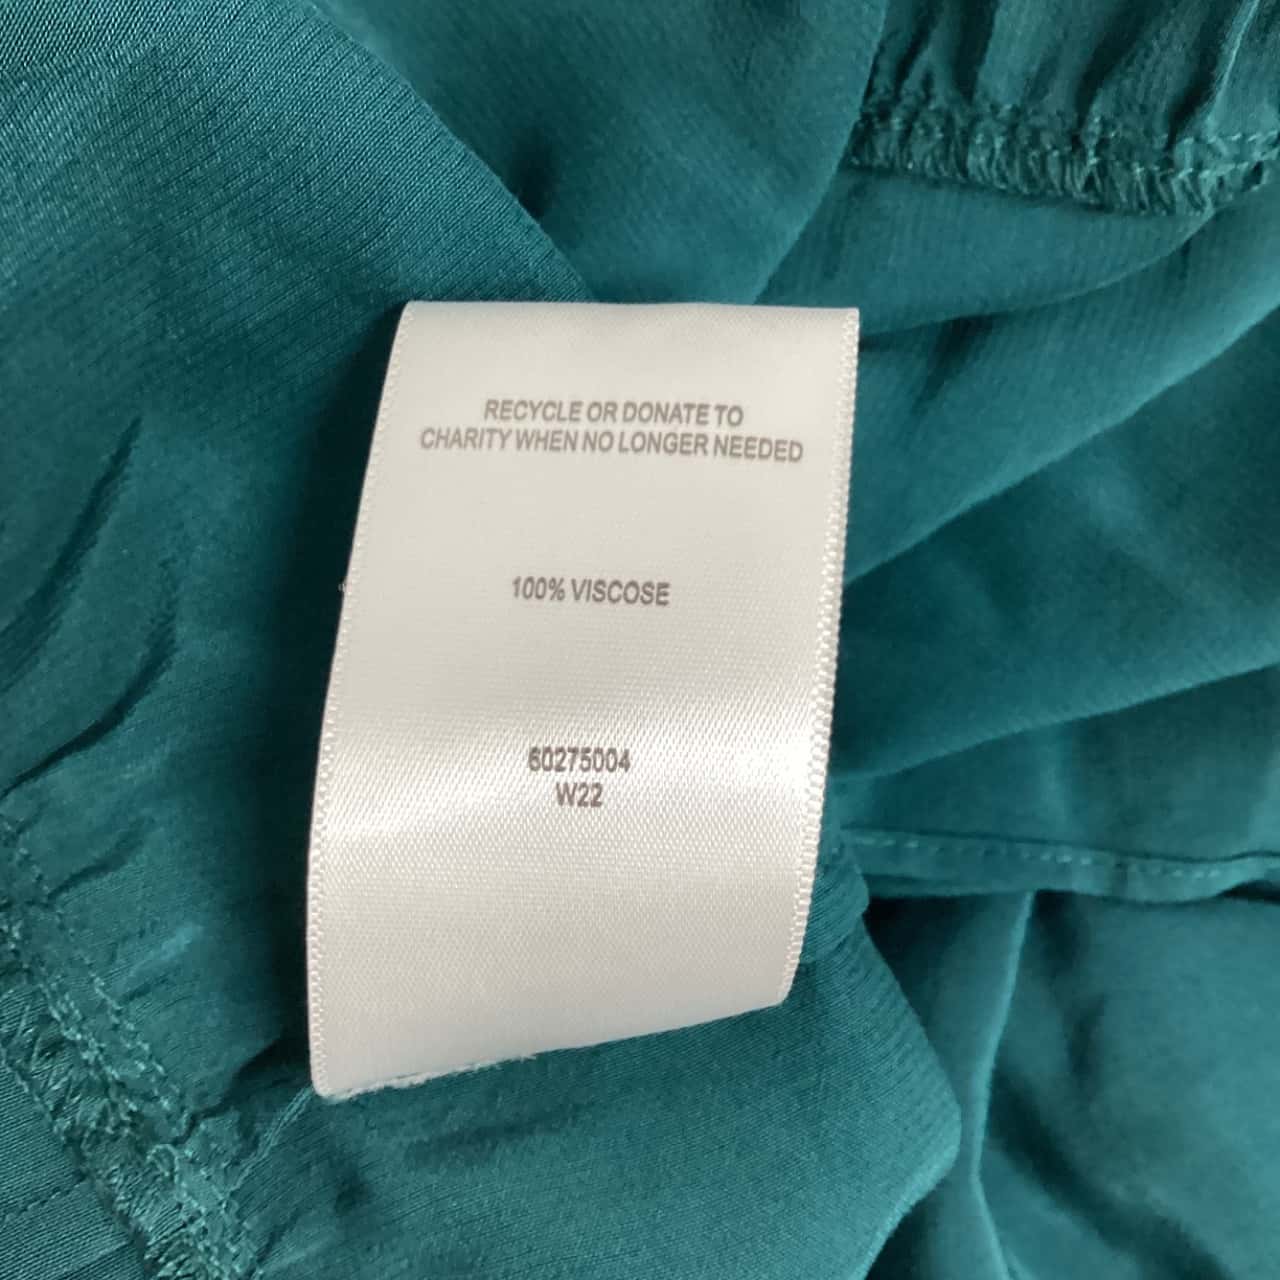 RECYCLE OR DONATE TO
CHARITY WHEN NO LONGER NEEDED
100% VISCOSE
60275004
W22